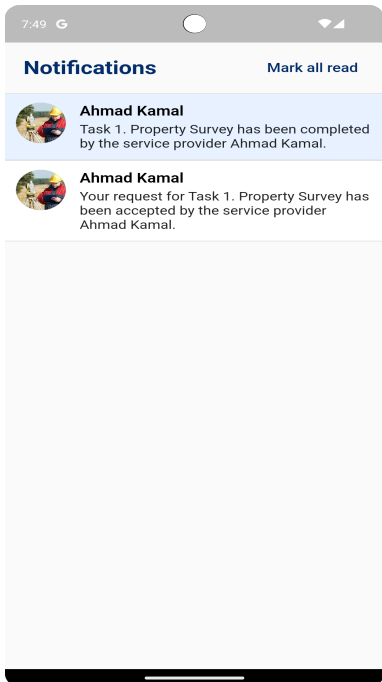 7:49 G
Notifications
Mark all read
Ahmad Kamal
Task 1. Property Survey has been completed
by the service provider Ahmad Kamal.
Ahmad Kamal
Your request for Task 1. Property Survey has
been accepted by the service provider
Ahmad Kamal.